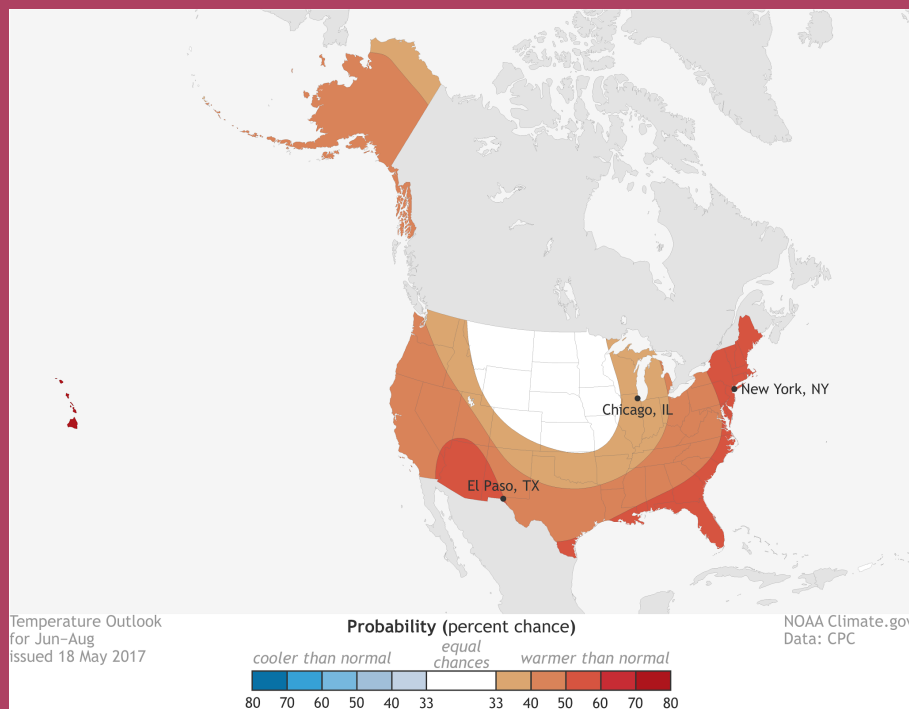 New York, NY
Chicago, IL
El Paso, TX
Temperature Outlook
for Jun–Aug
issued 18 May 2017
Probability (percent chance)
cooler than normal
equal
chances
warmer than normal
80 70 60 50 40 33 33 40 50 60 70 80
NOAA Climate.gov
Data: CPC